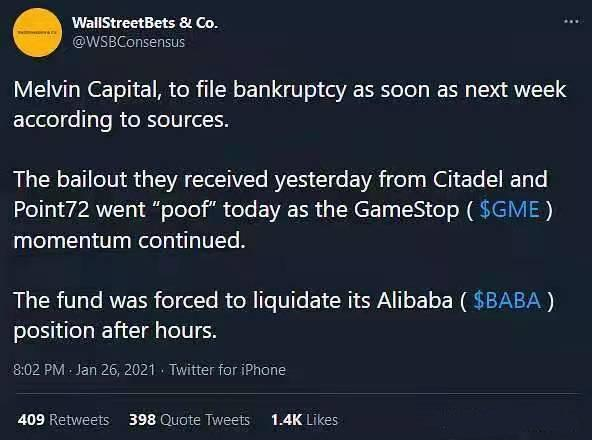 WallStreetBets & Co.
@WSBConsensus
Melvin Capital, to file bankruptcy as soon as next week
according to sources.
The bailout they received yesterday from Citadel and
Point72 went “poof” today as the GameStop ( $GME )
momentum continued.
The fund was forced to liquidate its Alibaba ( $BABA )
position after hours.
8:02 PM · Jan 26, 2021 · Twitter for iPhone
409 Retweets 398 Quote Tweets 1.4K Likes